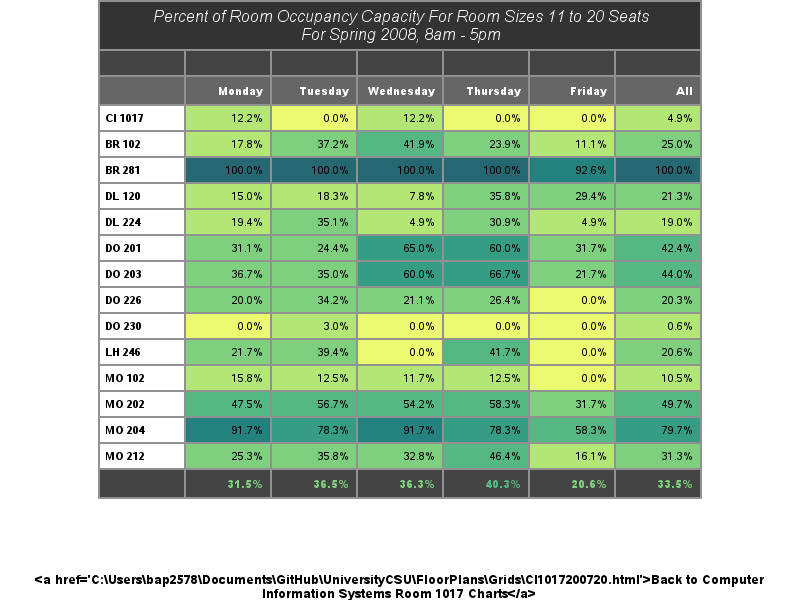 Percent of Room Occupancy Capacity For Room Sizes 11 to 20 Seats
For Spring 2008, 8am - 5pm
Monday Tuesday Wednesday Thursday Friday All
CI 1017 12.2% 0.0% 12.2% 0.0% 0.0% 4.9%
BR 102 17.8% 37.2% 41.9% 23.9% 11.1% 25.0%
BR 281 100.0% 100.0% 100.0% 100.0% 92.6% 100.0%
DL 120 15.0% 18.3% 7.8% 35.8% 29.4% 21.3%
DL 224 19.4% 35.1% 4.9% 30.9% 4.9% 19.0%
DO 201 31.1% 24.4% 65.0% 60.0% 31.7% 42.4%
DO 203 36.7% 35.0% 60.0% 66.7% 21.7% 44.0%
DO 226 20.0% 34.2% 21.1% 26.4% 0.0% 20.3%
DO 230 0.0% 3.0% 0.0% 0.0% 0.0% 0.6%
LH 246 21.7% 39.4% 0.0% 41.7% 0.0% 20.6%
MO 102 15.8% 12.5% 11.7% 12.5% 0.0% 10.5%
MO 202 47.5% 56.7% 54.2% 58.3% 31.7% 49.7%
MO 204 91.7% 78.3% 91.7% 78.3% 58.3% 79.7%
MO 212 25.3% 35.8% 32.8% 46.4% 16.1% 31.3%
31.5% 36.5% 36.3% 40.3% 20.6% 33.5%
<a href='C:\Users\bap2578\Documents\GitHub\UniversityCSU\FloorPlans\Grids\CI1017200720.html'>Back to Computer
Information Systems Room 1017 Charts</a>